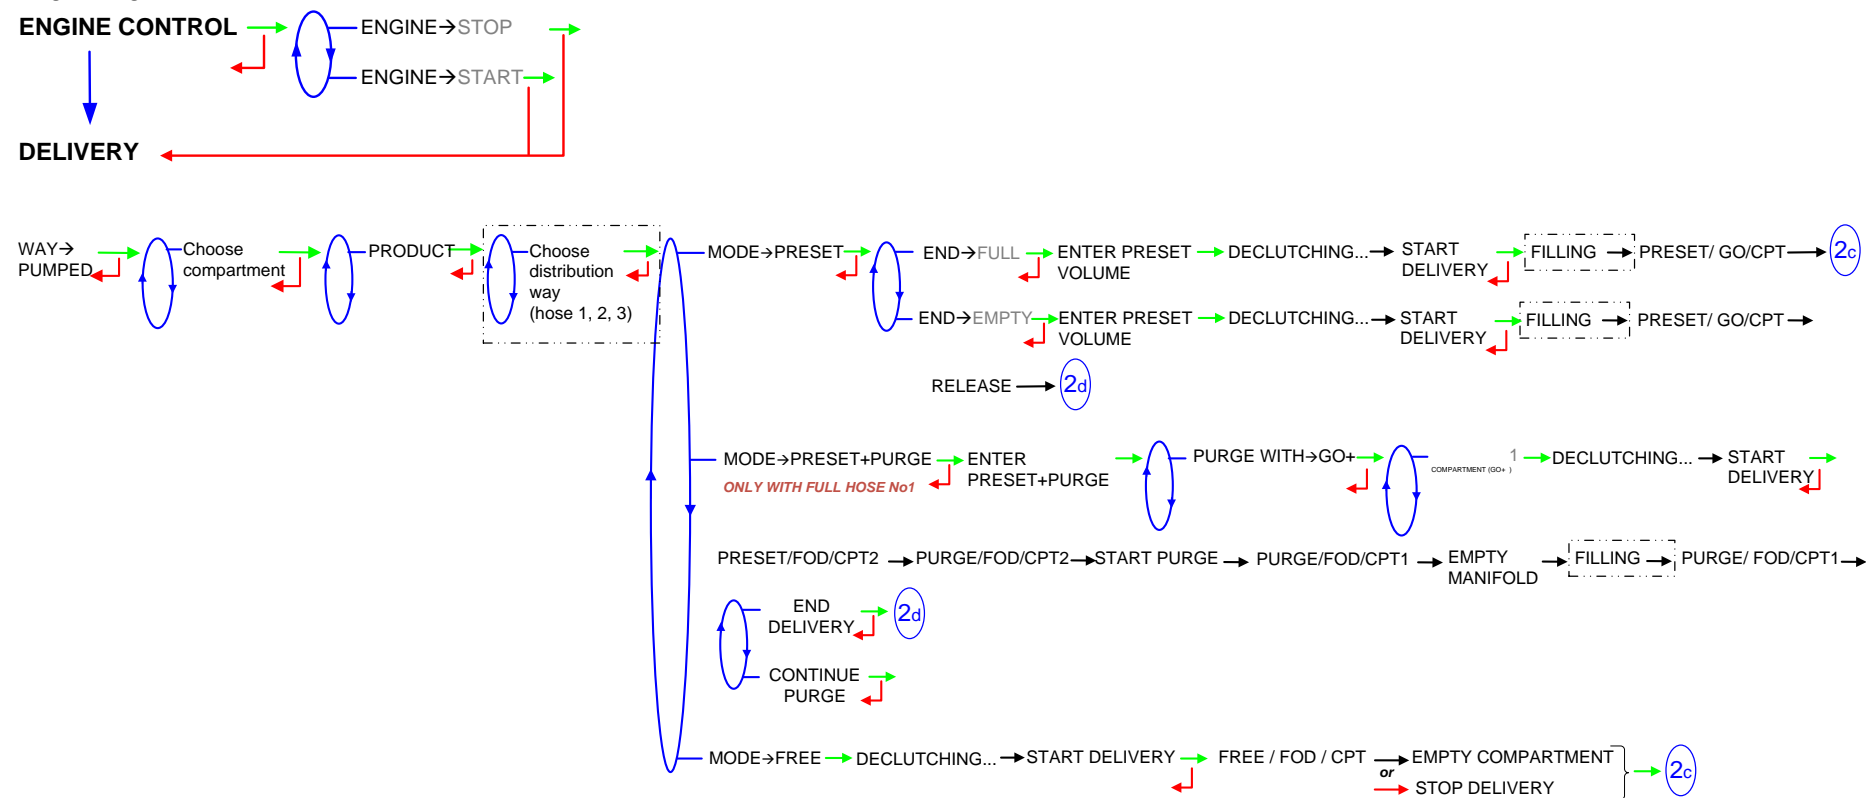 ENGINE CONTROL
ENGINE→STOP
ENGINE→START
DELIVERY
WAY→
PUMPED
Choose
compartment
PRODUCT
Choose
distribution
way
(hose 1, 2, 3)
MODE→PRESET
END→FULL
ENTER PRESET
VOLUME
DECLUTCHING...
START
DELIVERY
FILLING
PRESET/ GO/CPT
2c
END→EMPTY
ENTER PRESET
VOLUME
DECLUTCHING...
START
DELIVERY
FILLING
PRESET/ GO/CPT
RELEASE
2d
MODE→PRESET+PURGE
ONLY WITH FULL HOSE No1
ENTER
PRESET+PURGE
PURGE WITH→GO+
1
COMPARTMENT (GO+ )
DECLUTCHING...
START
DELIVERY
PRESET/FOD/CPT2
PURGE/FOD/CPT2
START PURGE
PURGE/FOD/CPT1
EMPTY
MANIFOLD
FILLING
PURGE/ FOD/CPT1
END
DELIVERY
2d
CONTINUE
PURGE
MODE→FREE
DECLUTCHING...
START DELIVERY
FREE / FOD / CPT
EMPTY COMPARTMENT
or
STOP DELIVERY
2c